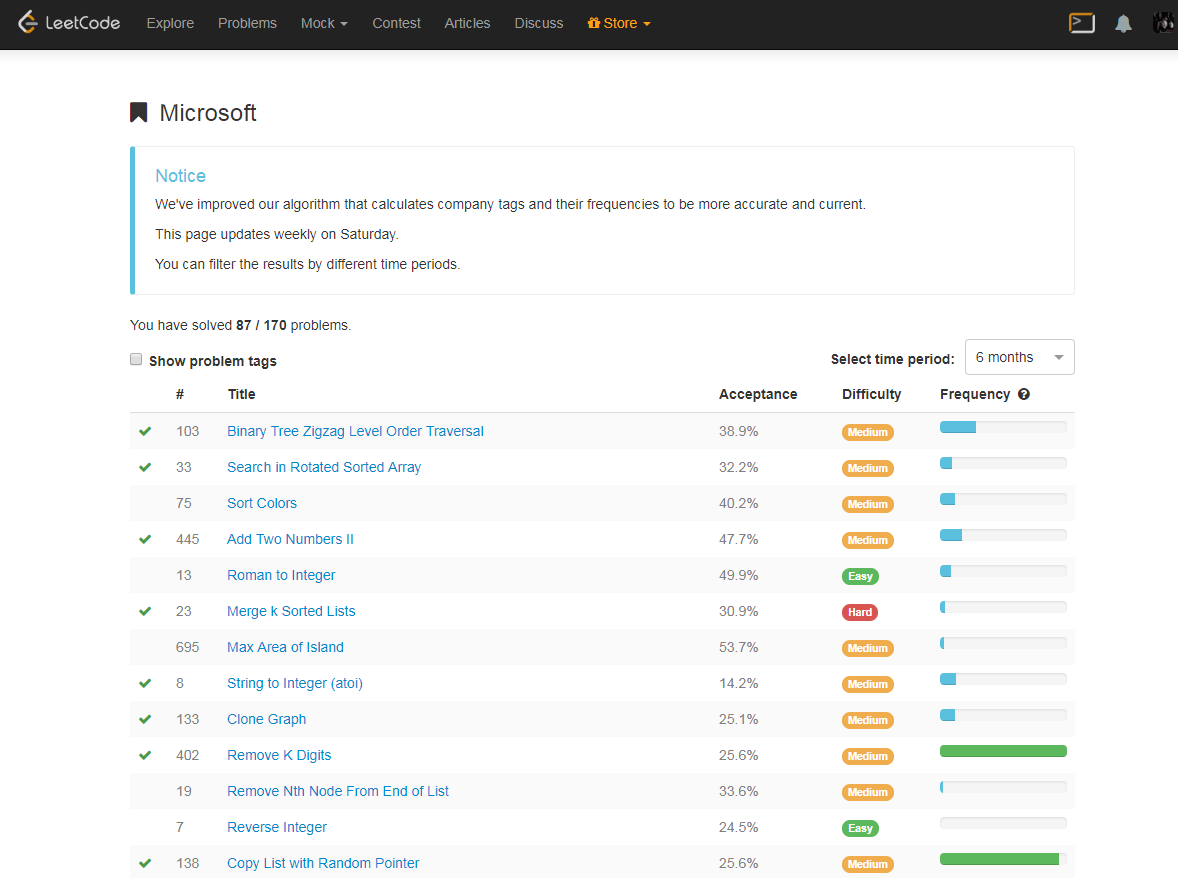 LeetCode Explore Problems Mock Contest Articles Discuss Store
Microsoft
Notice
We've improved our algorithm that calculates company tags and their frequencies to be more accurate and current.
This page updates weekly on Saturday.
You can filter the results by different time periods.
You have solved 87 / 170 problems.
Show problem tags Select time period: 6 months
# Title Acceptance Difficulty Frequency ?
103 Binary Tree Zigzag Level Order Traversal 38.9% Medium
33 Search in Rotated Sorted Array 32.2% Medium
75 Sort Colors 40.2% Medium
445 Add Two Numbers II 47.7% Medium
13 Roman to Integer 49.9% Easy
23 Merge k Sorted Lists 30.9% Hard
695 Max Area of Island 53.7% Medium
8 String to Integer (atoi) 14.2% Medium
133 Clone Graph 25.1% Medium
402 Remove K Digits 25.6% Medium
19 Remove Nth Node From End of List 33.6% Medium
7 Reverse Integer 24.5% Easy
138 Copy List with Random Pointer 25.6% Medium